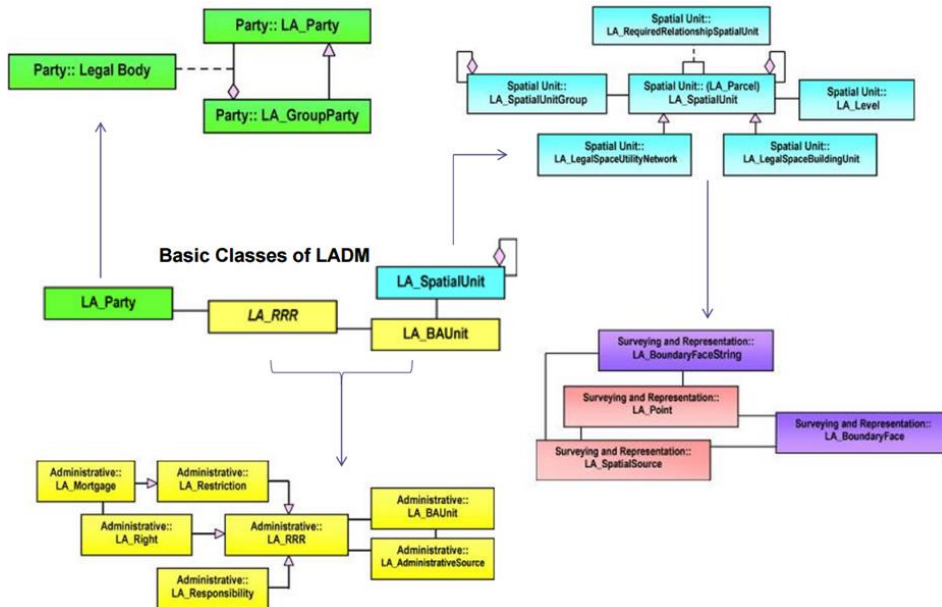 Party:: LA_Party
Party:: Legal Body
Party:: LA_GroupParty
Spatial Unit::
LA_RequiredRelationshipSpatialUnit
Spatial Unit::
LA_SpatialUnitGroup
Spatial Unit:: (LA_Parcel)
LA_SpatialUnit
Spatial Unit::
LA_Level
Spatial Unit::
LA_LegalSpaceUtilityNetwork
Spatial Unit::
LA_LegalSpaceBuildingUnit
Basic Classes of LADM
LA_Party
LA_RRR
LA_SpatialUnit
LA_BAUnit
Surveying and Representation::
LA_BoundaryFaceString
Surveying and Representation::
LA_Point
Surveying and Representation::
LA_BoundaryFace
Surveying and Representation::
LA_SpatialSource
Administrative::
LA_Mortgage
Administrative::
LA_Restriction
Administrative::
LA_Right
Administrative::
LA_RRR
Administrative::
LA_BAUnit
Administrative::
LA_AdministrativeSource
Administrative::
LA_Responsibility